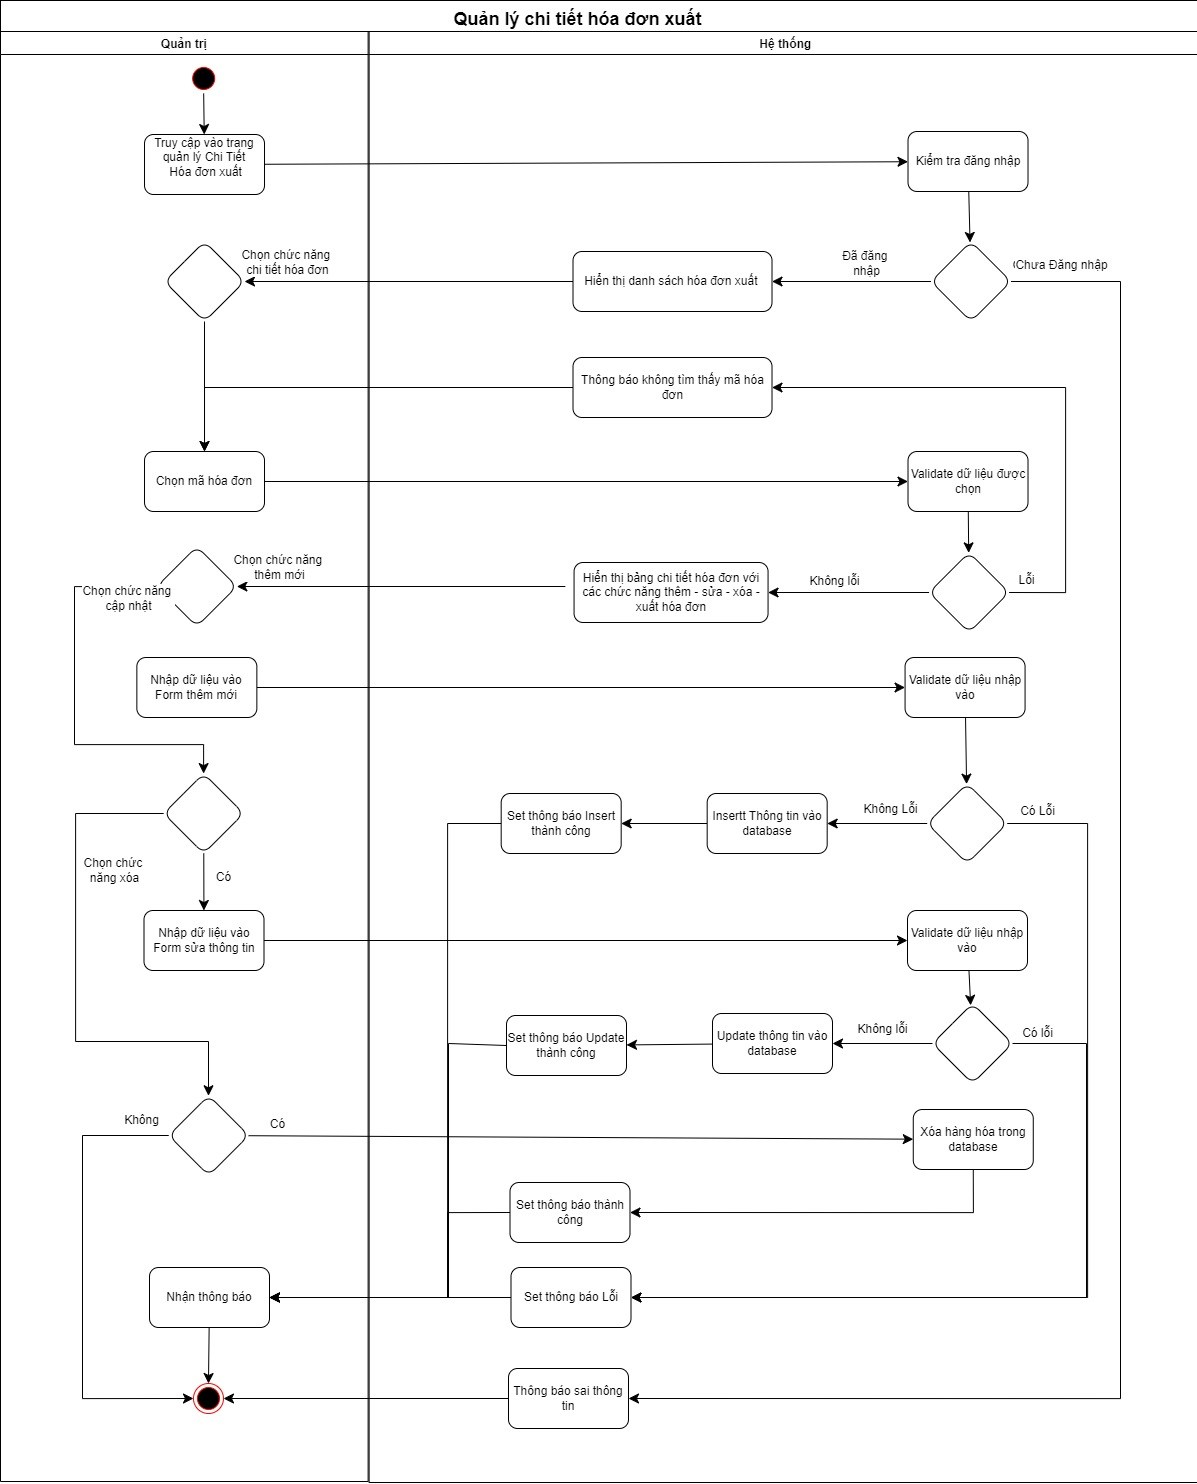 Quản lý chi tiết hóa đơn xuất
Quản trị
Hệ thống
Truy cập vào trang
quản lý Chi Tiết
Hóa đơn xuất
Kiểm tra đăng nhập
Chọn chức năng
chi tiết hóa đơn
Hiển thị danh sách hóa đơn xuất
Đã đăng
nhập
Chưa Đăng nhập
Thông báo không tìm thấy mã hóa
đơn
Chọn mã hóa đơn
Validate dữ liệu được
chọn
Chọn chức năng
thêm mới
Chọn chức năng
cập nhật
Hiển thị bảng chi tiết hóa đơn với
các chức năng thêm - sửa - xóa -
xuất hóa đơn
Không lỗi
Lỗi
Nhập dữ liệu vào
Form thêm mới
Validate dữ liệu nhập
vào
Set thông báo Insert
thành công
Insertt Thông tin vào
database
Không Lỗi
Có Lỗi
Chọn chức
năng xóa
Có
Nhập dữ liệu vào
Form sửa thông tin
Validate dữ liệu nhập
vào
Set thông báo Update
thành công
Update thông tin vào
database
Không lỗi
Có lỗi
Không
Có
Xóa hàng hóa trong
database
Set thông báo thành
công
Nhận thông báo
Set thông báo Lỗi
Thông báo sai thông
tin